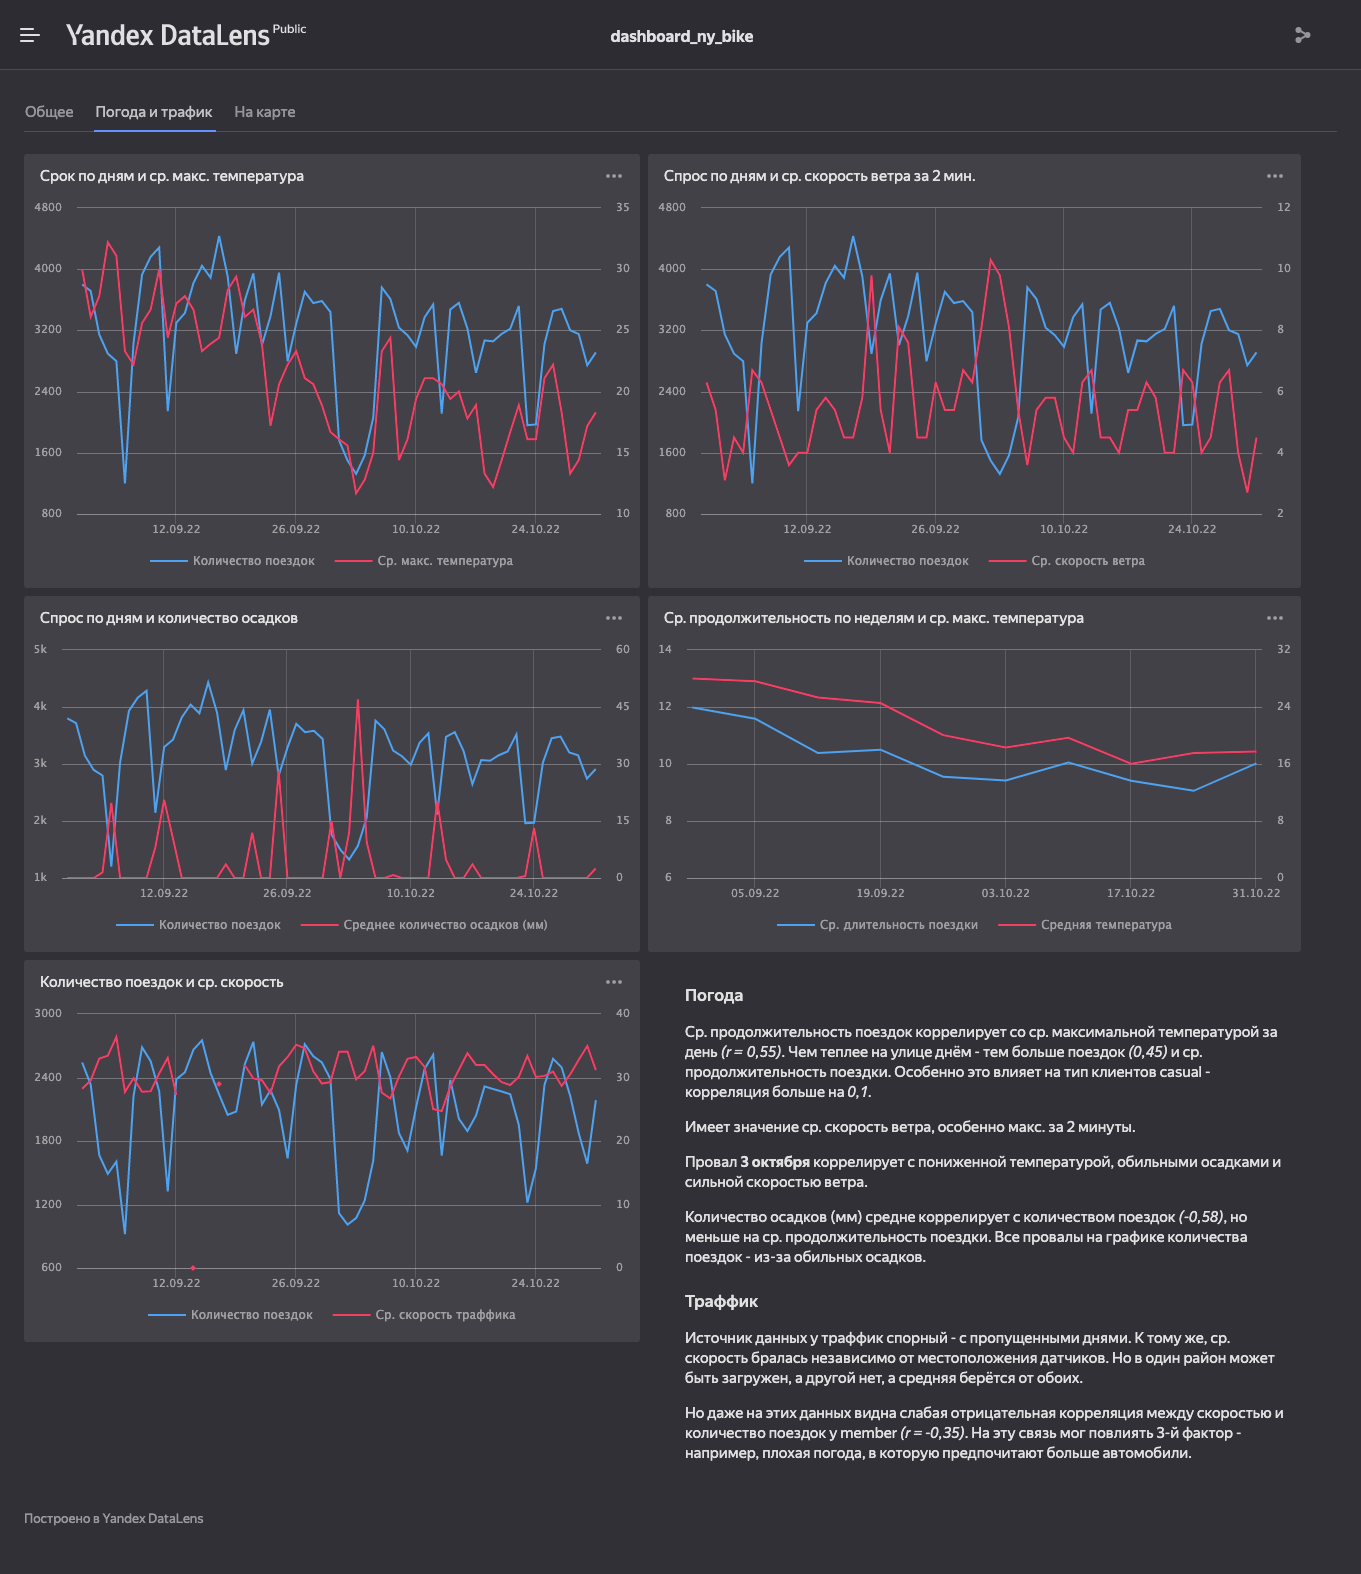 Yandex DataLens Public
dashboard_ny_bike
Общее Погода и трафик На карте
Срок по дням и ср. макс. температура
4800 35
4000 30
3200 25
2400 20
1600 15
800 10
12.09.22 26.09.22 10.10.22 24.10.22
Количество поездок Ср. макс. температура
Спрос по дням и ср. скорость ветра за 2 мин.
4800 12
4000 10
3200 8
2400 6
1600 4
800 2
12.09.22 26.09.22 10.10.22 24.10.22
Количество поездок Ср. скорость ветра
Спрос по дням и количество осадков
5k 60
4k 45
3k 30
2k 15
1k 0
12.09.22 26.09.22 10.10.22 24.10.22
Количество поездок Среднее количество осадков (мм)
Ср. продолжительность по неделям и ср. макс. температура
14 32
12 24
10 16
8 8
6 0
05.09.22 19.09.22 03.10.22 17.10.22 31.10.22
Ср. длительность поездки Средняя температура
Количество поездок и ср. скорость
3000 40
2400 30
1800 20
1200 10
600 0
12.09.22 26.09.22 10.10.22 24.10.22
Количество поездок Ср. скорость траффика
Погода
Ср. продолжительность поездок коррелирует со ср. максимальной температурой за
день (r = 0,55). Чем теплее на улице днём - тем больше поездок (0,45) и ср.
продолжительность поездки. Особенно это влияет на тип клиентов casual -
корреляция больше на 0,1.
Имеет значение ср. скорость ветра, особенно макс. за 2 минуты.
Провал 3 октября коррелирует с пониженной температурой, обильными осадками и
сильной скоростью ветра.
Количество осадков (мм) средне коррелирует с количеством поездок (-0,58), но
меньше на ср. продолжительность поездки. Все провалы на графике количества
поездок - из-за обильных осадков.
Траффик
Источник данных у траффик спорный - с пропущенными днями. К тому же, ср.
скорость бралась независимо от местоположения датчиков. Но в один район может
быть загружен, а другой нет, а средняя берётся от обоих.
Но даже на этих данных видна слабая отрицательная корреляция между скоростью и
количество поездок у member (r = -0,35). На эту связь мог повлиять 3-й фактор -
например, плохая погода, в которую предпочитают больше автомобили.
Построено в Yandex DataLens